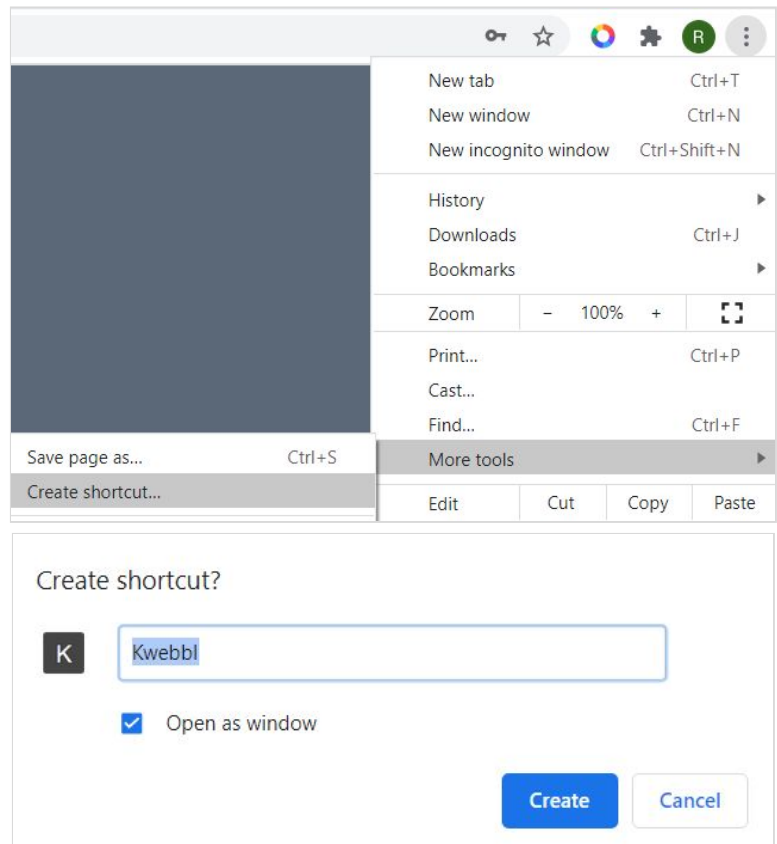 R
New tab Ctrl+T
New window Ctrl+N
New incognito window Ctrl+Shift+N
History
Downloads Ctrl+J
Bookmarks
Zoom - 100% +
Print... Ctrl+P
Cast...
Find... Ctrl+F
Save page as... Ctrl+S
More tools
Create shortcut...
Edit Cut Copy Paste
Create shortcut?
K Kwebbl
Open as window
Create Cancel